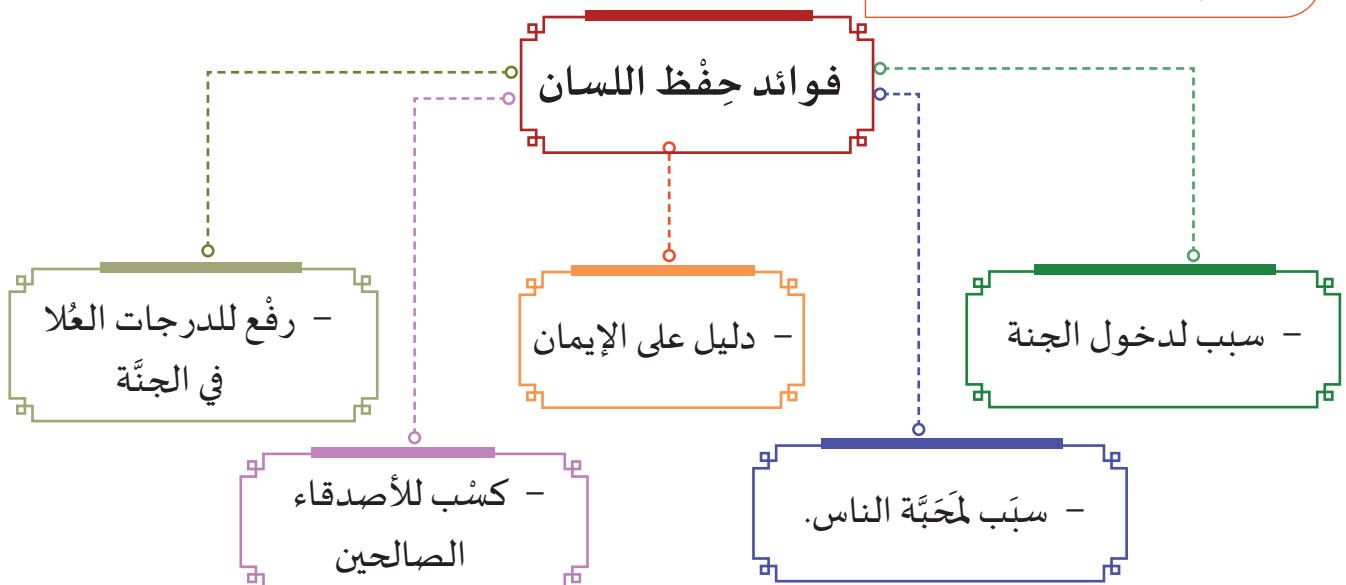 فوائد حِفْظ اللسان
– سبب لدخول الجنة
– دليل على الإيمان
– رفْع للدرجات العُلا
في الجنَّة
– سبَب لمَحَبَّة الناس.
– كسْب للأصدقاء
الصالحين